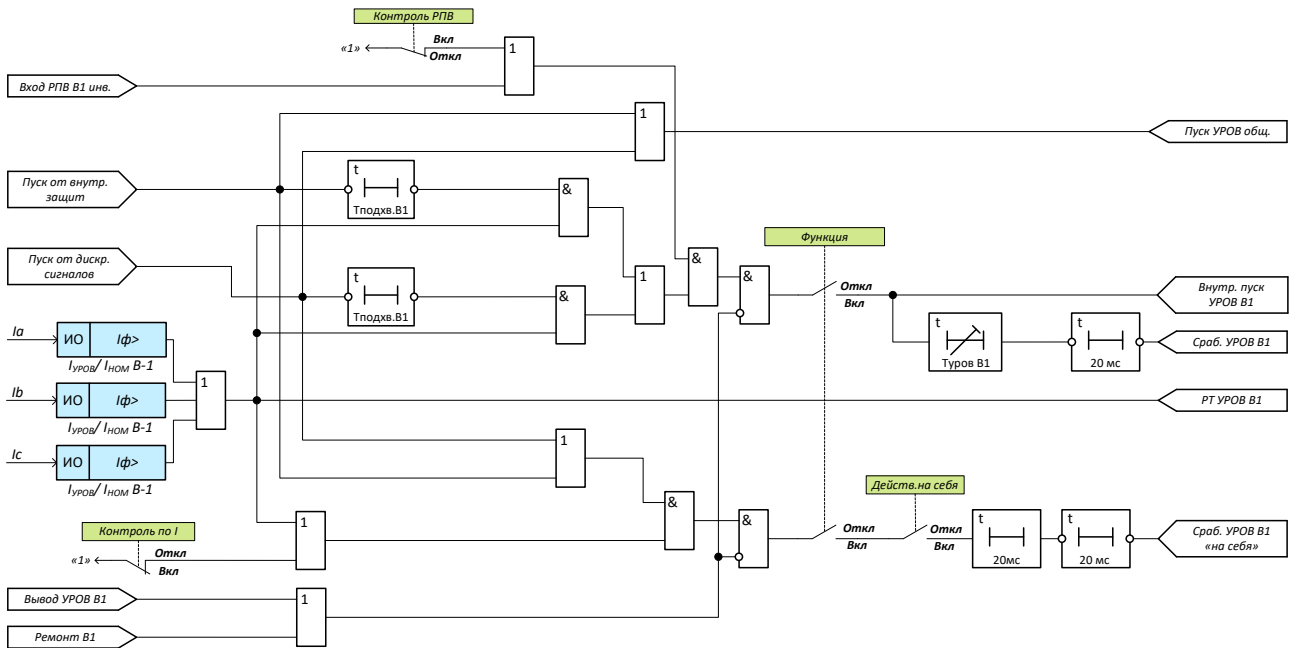 Контроль РПВ
«1»
Вкл
Откл
1
Вход РПВ В1 инв.
1
Пуск УРОВ общ.
Пуск от внутр.
защит
t
Тподхв.В1
&
Пуск от дискр.
сигналов
t
Тподхв.В1
&
1
&
&
Функция
Откл
Вкл
Внутр. пуск
УРОВ В1
t
Туров В1
t
20 мс
Сраб. УРОВ В1
Ia
ИО
Iф>
IУРОВ/ IНОМ В-1
Ib
ИО
Iф>
IУРОВ/ IНОМ В-1
Ic
ИО
Iф>
IУРОВ/ IНОМ В-1
1
РТ УРОВ В1
1
&
&
Действ.на себя
Откл
Вкл
Откл
Вкл
t
20мс
t
20 мс
Сраб. УРОВ В1
«на себя»
Контроль по I
«1»
Откл
Вкл
1
Вывод УРОВ В1
1
Ремонт В1